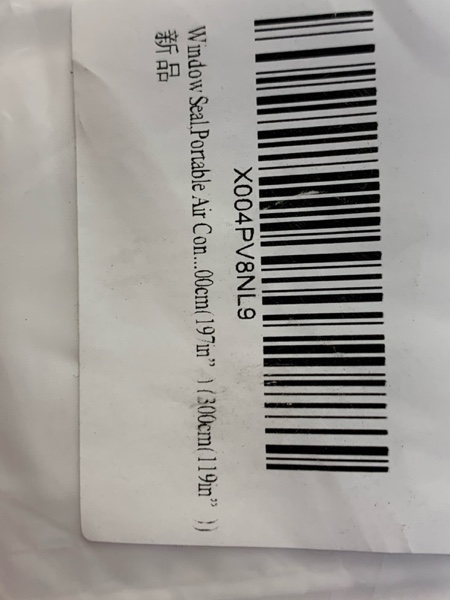 X004PV8NL9
Window Seal,Portable Air Con...00cm(197in” ) (300cm(119in” ))
新品